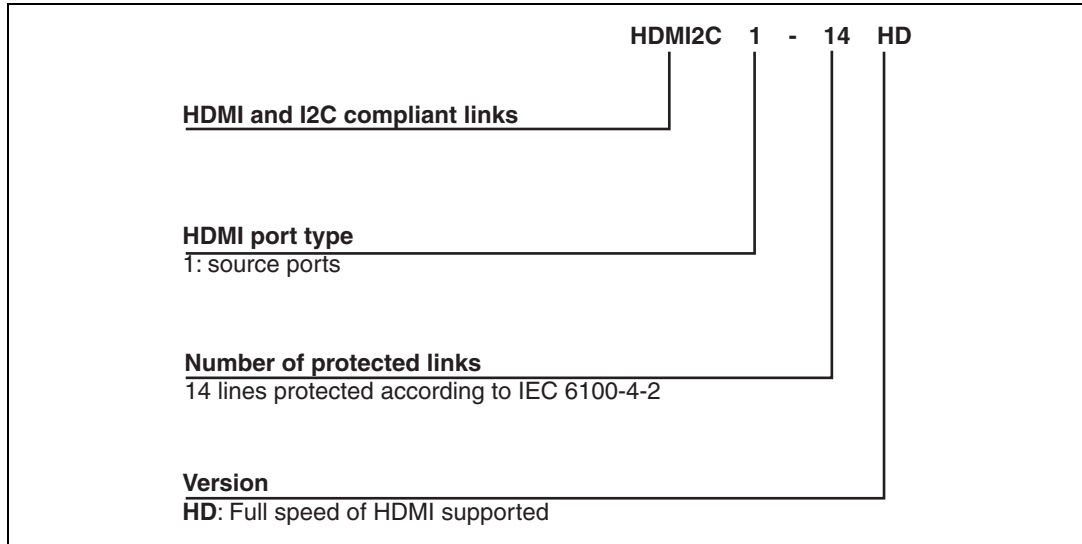 HDMI2C 1 - 14 HD
HDMI and I2C compliant links
HDMI port type
1: source ports
Number of protected links
14 lines protected according to IEC 6100-4-2
Version
HD: Full speed of HDMI supported